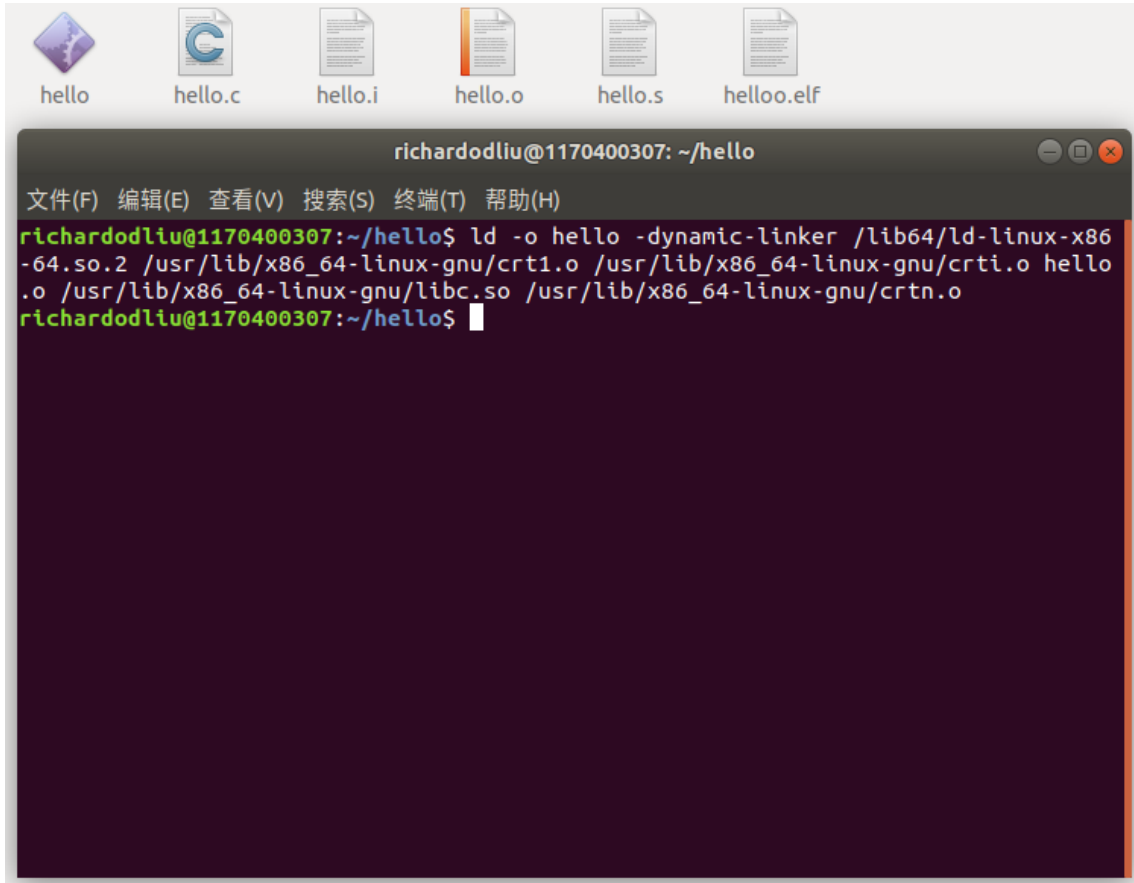 hello hello.c hello.i hello.o hello.s helloo.elf
richardodliu@1170400307: ~/hello
文件(F) 编辑(E) 查看(V) 搜索(S) 终端(T) 帮助(H)
richardodliu@1170400307:~/hello$ ld -o hello -dynamic-linker /lib64/ld-linux-x86
-64.so.2 /usr/lib/x86_64-linux-gnu/crt1.o /usr/lib/x86_64-linux-gnu/crti.o hello
.o /usr/lib/x86_64-linux-gnu/libc.so /usr/lib/x86_64-linux-gnu/crtn.o
richardodliu@1170400307:~/hello$